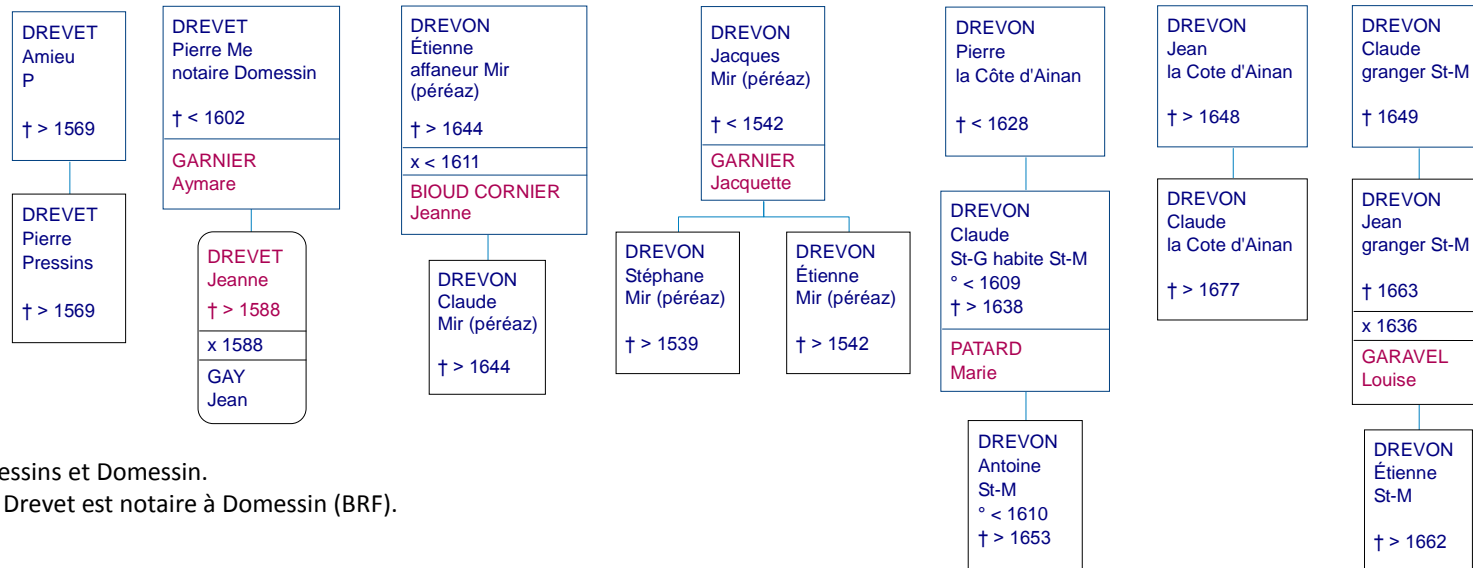 DREVET
Amieu
P
† > 1569
DREVET
Pierre
Pressins
† > 1569
DREVET
Pierre Me
notaire Domessin
† < 1602
GARNIER
Aymare
DREVET
Jeanne
† > 1588
x 1588
GAY
Jean
DREVON
Étienne
affaneur Mir
(péréaz)
† > 1644
x < 1611
BIOUD CORNIER
Jeanne
DREVON
Claude
Mir (péréaz)
† > 1644
DREVON
Jacques
Mir (péréaz)
† < 1542
GARNIER
Jacquette
DREVON
Stéphane
Mir (péréaz)
† > 1539
DREVON
Étienne
Mir (péréaz)
† > 1542
DREVON
Pierre
la Côte d'Ainan
† < 1628
DREVON
Claude
St-G habite St-M
° < 1609
† > 1638
PATARD
Marie
DREVON
Antoine
St-M
° < 1610
† > 1653
DREVON
Jean
la Cote d'Ainan
† > 1648
DREVON
Claude
la Cote d'Ainan
† > 1677
DREVON
Claude
granger St-M
† 1649
DREVON
Jean
granger St-M
† 1663
x 1636
GARAVEL
Louise
DREVON
Étienne
St-M
† > 1662
essins et Domessin.
Drevet est notaire à Domessin (BRF).